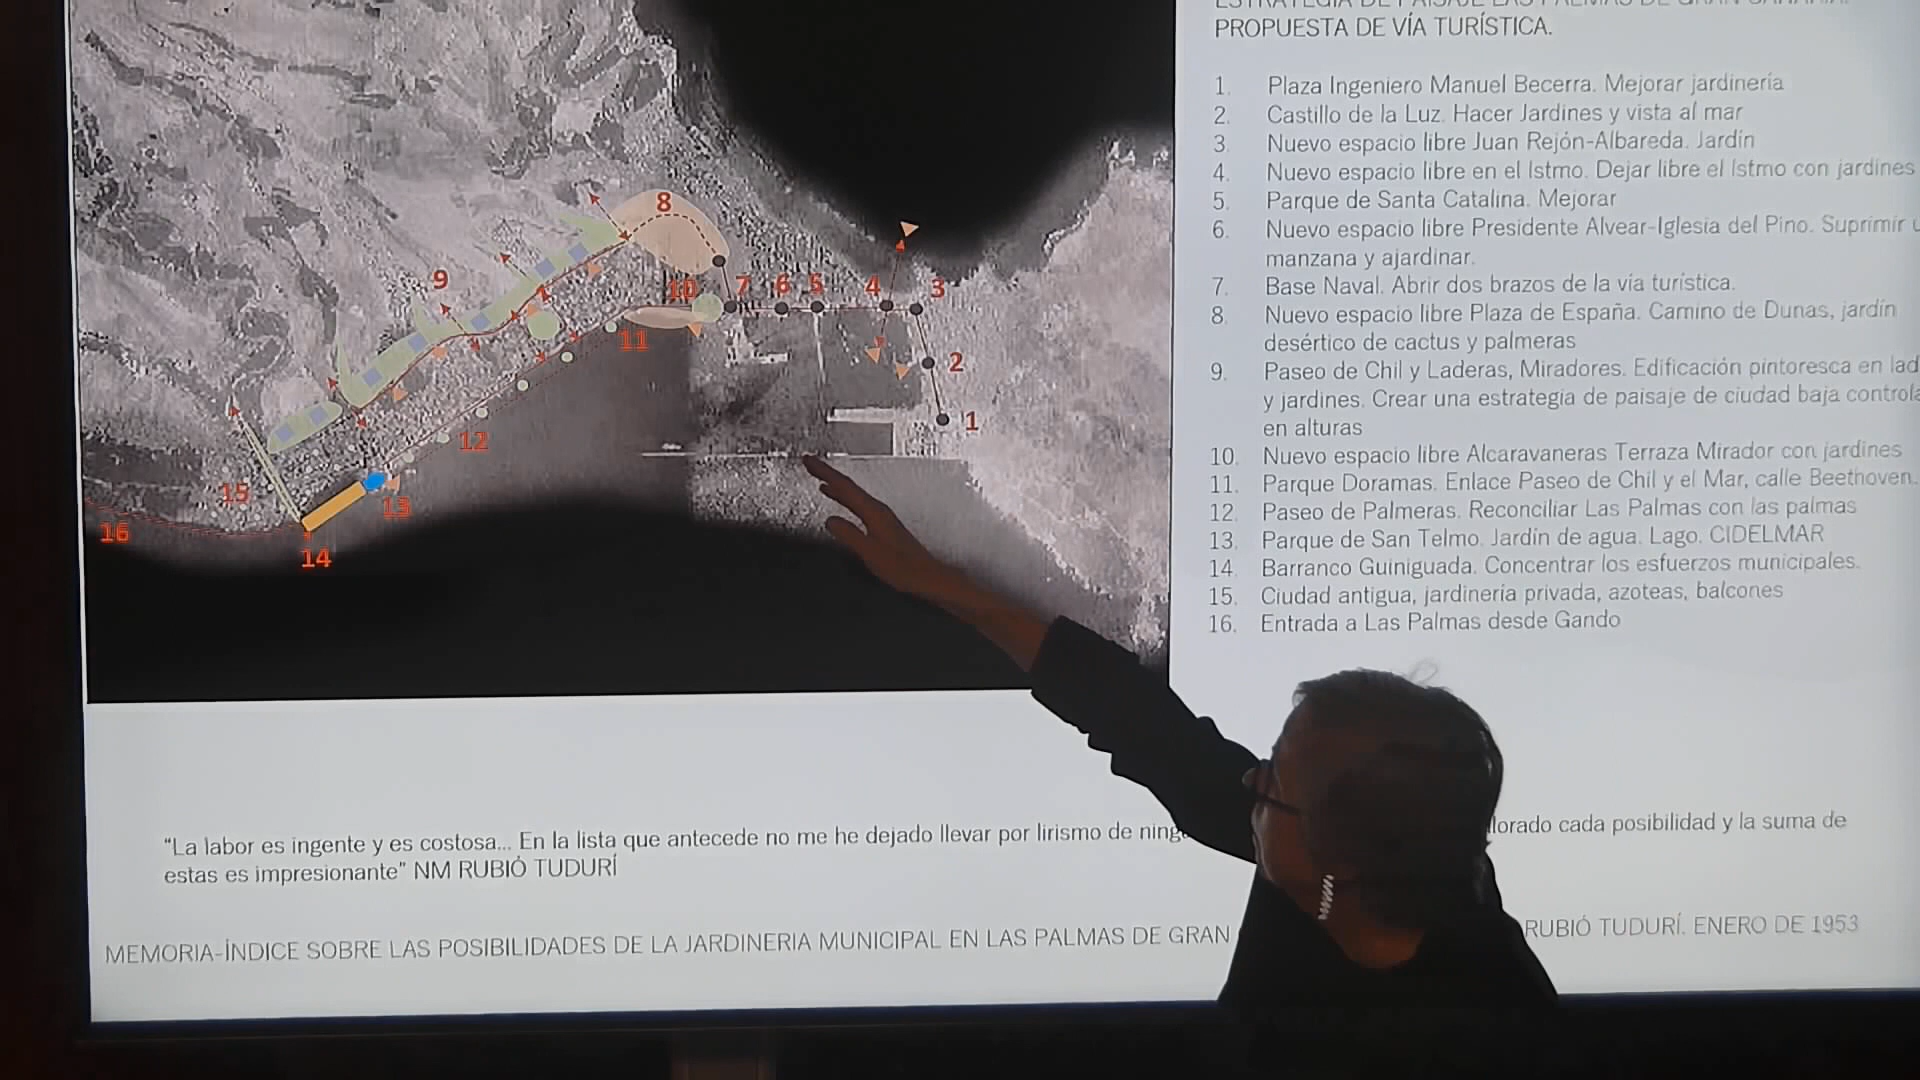 ESTRATEGIA DE PAISAJE LAS PALMAS DE GRAN CANARIA.
PROPUESTA DE VÍA TURÍSTICA.
1. Plaza Ingeniero Manuel Becerra. Mejorar jardinería
2. Castillo de la Luz. Hacer Jardines y vista al mar
3. Nuevo espacio libre Juan Rejón-Albareda. Jardín
4. Nuevo espacio libre en el Istmo. Dejar libre el Istmo con jardines
5. Parque de Santa Catalina. Mejorar
6. Nuevo espacio libre Presidente Alvear-Iglesia del Pino. Suprimir
manzana y ajardinar.
7. Base Naval. Abrir dos brazos de la vía turística.
8. Nuevo espacio libre Plaza de España. Camino de Dunas, jardín
desértico de cactus y palmeras
9. Paseo de Chil y Laderas, Miradores. Edificación pintoresca en lad
y jardines. Crear una estrategia de paisaje de ciudad baja control
en alturas
10. Nuevo espacio libre Alcaravaneras Terraza Mirador con jardines
11. Parque Doramas. Enlace Paseo de Chil y el Mar, calle Beethoven.
12. Paseo de Palmeras. Reconciliar Las Palmas con las palmas
13. Parque de San Telmo. Jardín de agua. Lago. CIDELMAR
14. Barranco Guiniguada. Concentrar los esfuerzos municipales.
15. Ciudad antigua, jardinería privada, azoteas, balcones
16. Entrada a Las Palmas desde Gando
8
9
10
7
6
5
4
3
11
2
1
12
15
13
16
14
“La labor es ingente y es costosa... En la lista que antecede no me he dejado llevar por lirismo de ning lorado cada posibilidad y la suma de
estas es impresionante” NM RUBIÓ TUDURÍ
MEMORIA-ÍNDICE SOBRE LAS POSIBILIDADES DE LA JARDINERIA MUNICIPAL EN LAS PALMAS DE GRAN RUBIÓ TUDURÍ. ENERO DE 1953